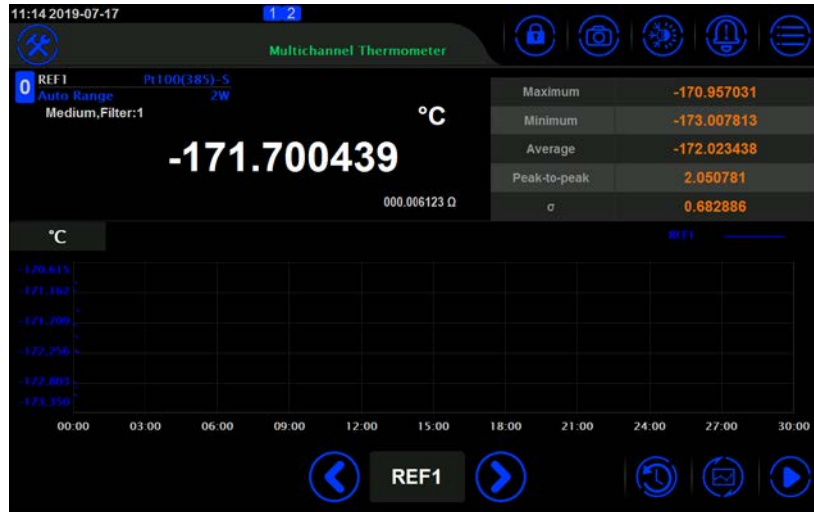 11:14 2019-07-17
1 2
Multichannel Thermometer
0
REF1 Pt100(385)-S
Auto Range 2W
Medium,Filter:1
°C
-171.700439
000.006123 Ω
Maximum -170.957031
Minimum -173.007813
Average -172.023438
Peak-to-peak 2.050781
σ 0.682886
°C
REF1
-170.615
-171.162
-171.709
-172.256
-172.803
-173.350
00:00 03:00 06:00 09:00 12:00 15:00 18:00 21:00 24:00 27:00 30:00
REF1